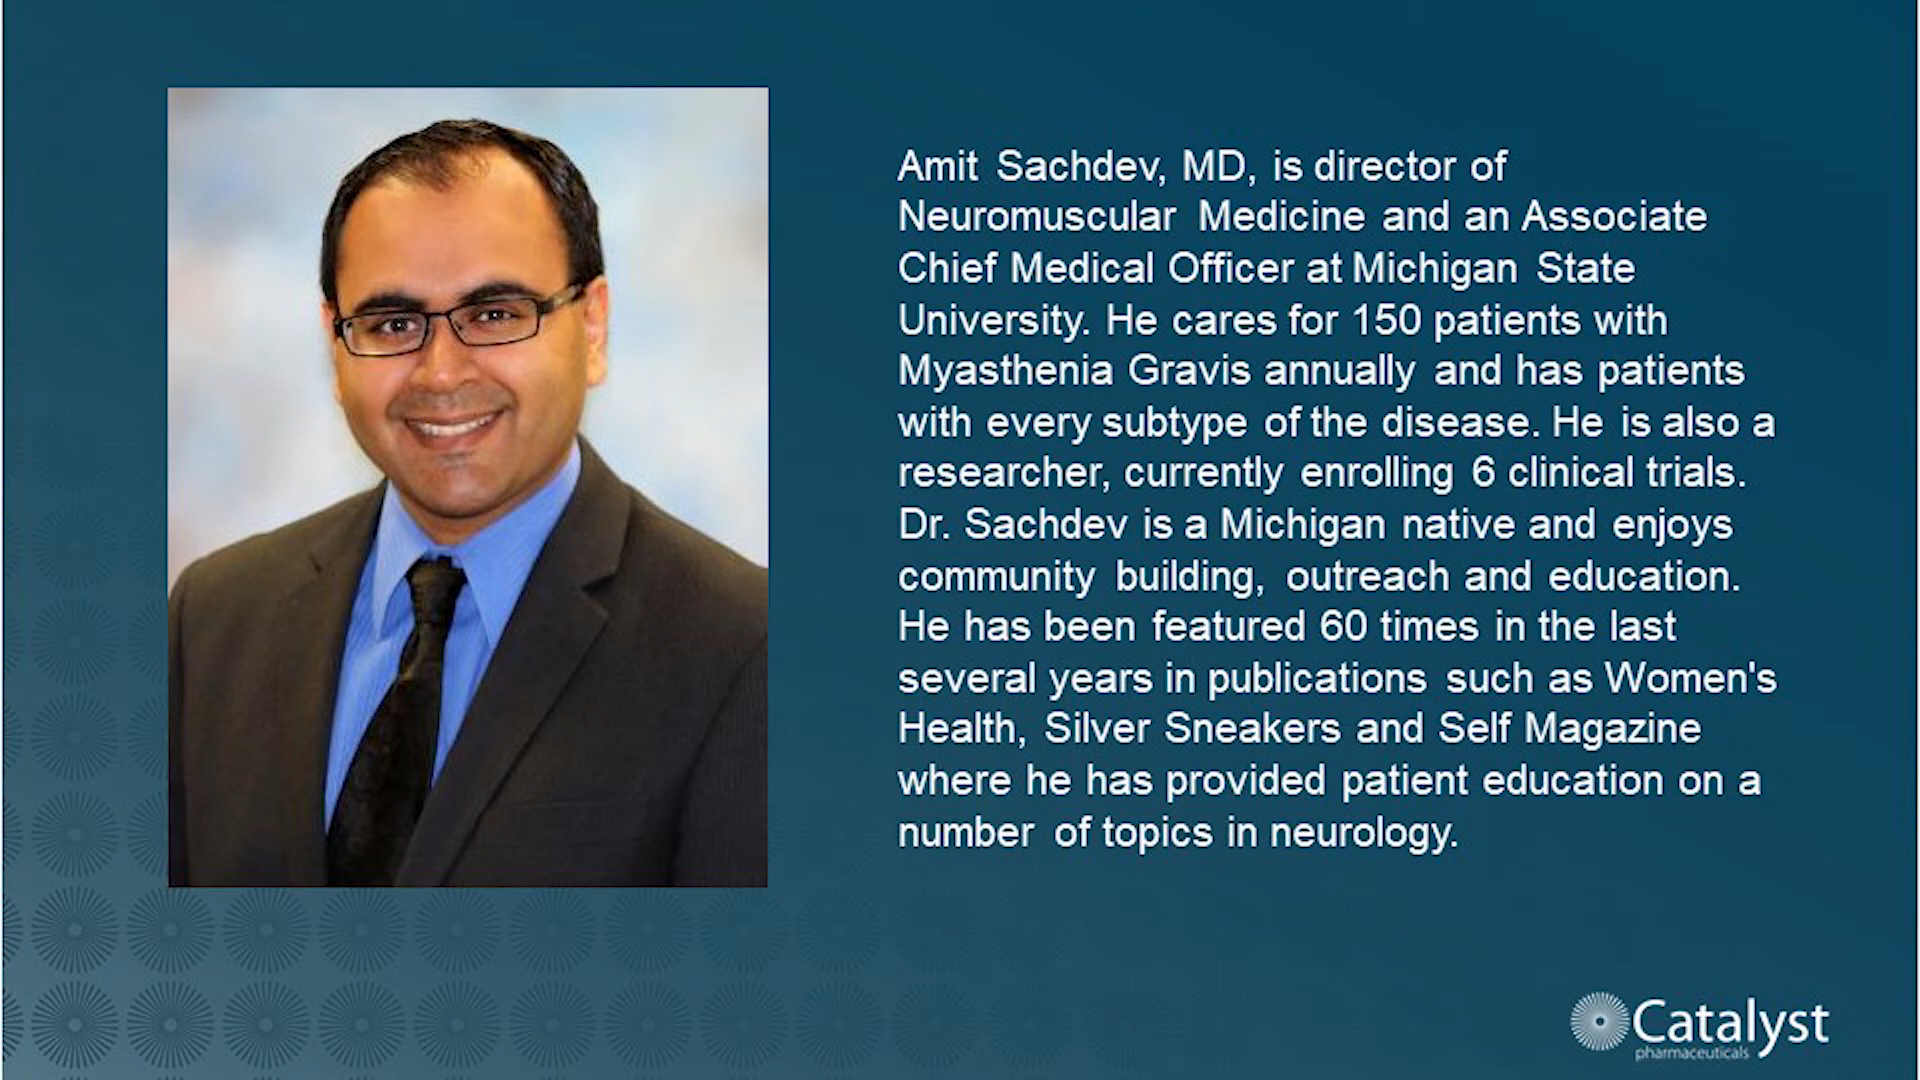 Amit Sachdev, MD, is director of
Neuromuscular Medicine and an Associate
Chief Medical Officer at Michigan State
University. He cares for 150 patients with
Myasthenia Gravis annually and has patients
with every subtype of the disease. He is also a
researcher, currently enrolling 6 clinical trials.
Dr. Sachdev is a Michigan native and enjoys
community building, outreach and education.
He has been featured 60 times in the last
several years in publications such as Women's
Health, Silver Sneakers and Self Magazine
where he has provided patient education on a
number of topics in neurology.
Catalyst
pharmaceuticals